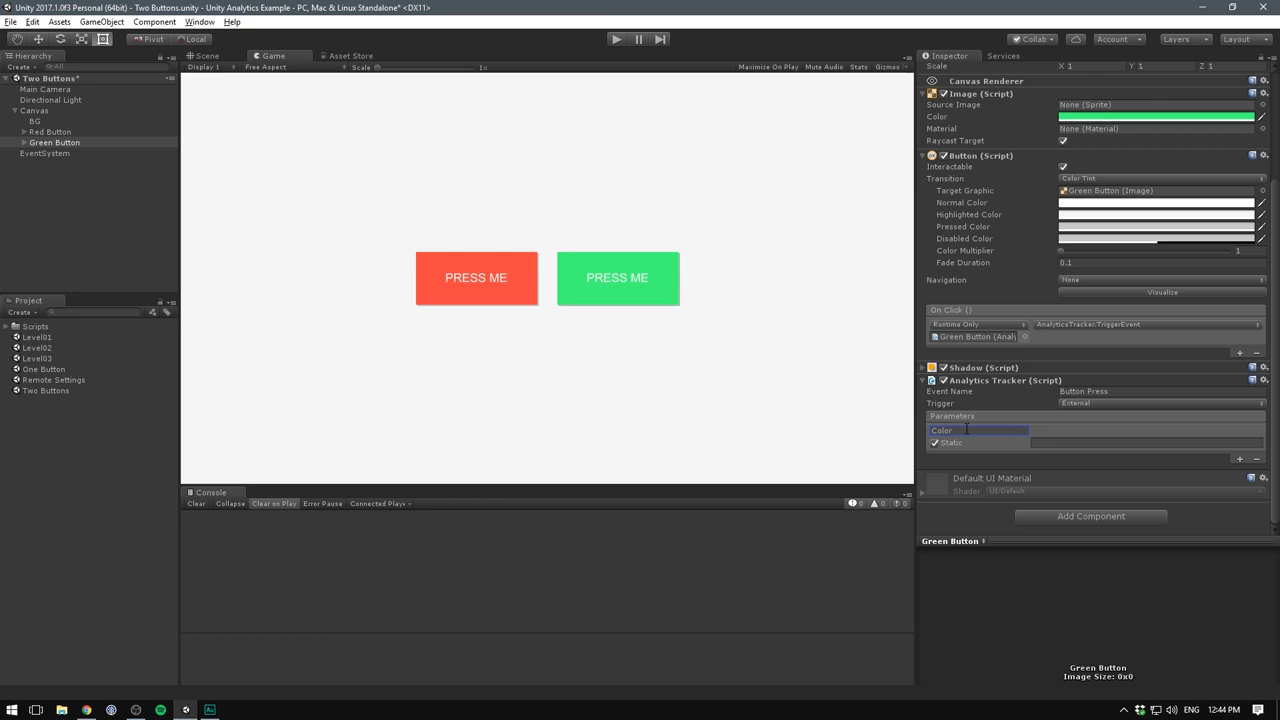 Unity 2017.1.0f3 Personal (64bit) - Two Buttons.unity - Unity Analytics Example - PC, Mac & Linux Standalone* <DX11>
File Edit Assets GameObject Component Window Help
Pivot Local Collab Account Layers Layout
Hierarchy
Create All
Two Buttons*
Main Camera
Directional Light
Canvas
BG
Red Button
Green Button
EventSystem
Project
Create
Scripts
Level01
Level02
Level03
One Button
Remote Settings
Two Buttons
Scene Game Asset Store
Display 1 Free Aspect Scale 1x Maximize On Play Mute Audio Stats Gizmos
PRESS ME PRESS ME
Console
Clear Collapse Clear on Play Error Pause Connected Player 0 0 0
Inspector Services
Scale X 1 Y 1 Z 1
Canvas Renderer
Image (Script)
Source Image None (Sprite)
Color
Material None (Material)
Raycast Target
Button (Script)
Interactable
Transition Color Tint
Target Graphic Green Button (Image)
Normal Color
Highlighted Color
Pressed Color
Disabled Color
Color Multiplier 1
Fade Duration 0.1
Navigation None
Visualize
On Click ()
Runtime Only AnalyticsTracker.TriggerEvent
Green Button (Analy
Shadow (Script)
Analytics Tracker (Script)
Event Name Button Press
Trigger External
Parameters
Color
Static
Default UI Material
Shader UI/Default
Add Component
Green Button
Green Button
Image Size: 0x0
ENG 12:44 PM